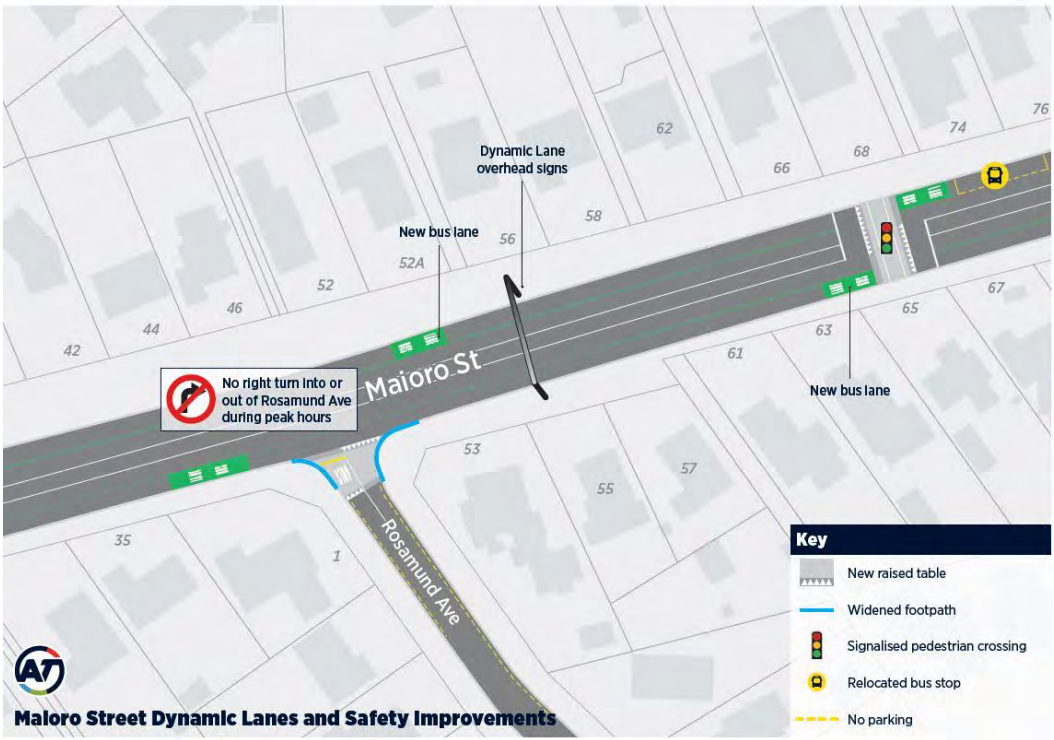 76
74
62
68
66
Dynamic Lane
overhead signs
58
56
New bus lane
52A
52
46
44
42
67
65
63
61
New bus lane
Maioro St
No right turn into or
out of Rosamund Ave
during peak hours
53
57
55
35
1
Rosamund Ave
Key
New raised table
Widened footpath
Signalised pedestrian crossing
Relocated bus stop
No parking
AT
Maioro Street Dynamic Lanes and Safety Improvements